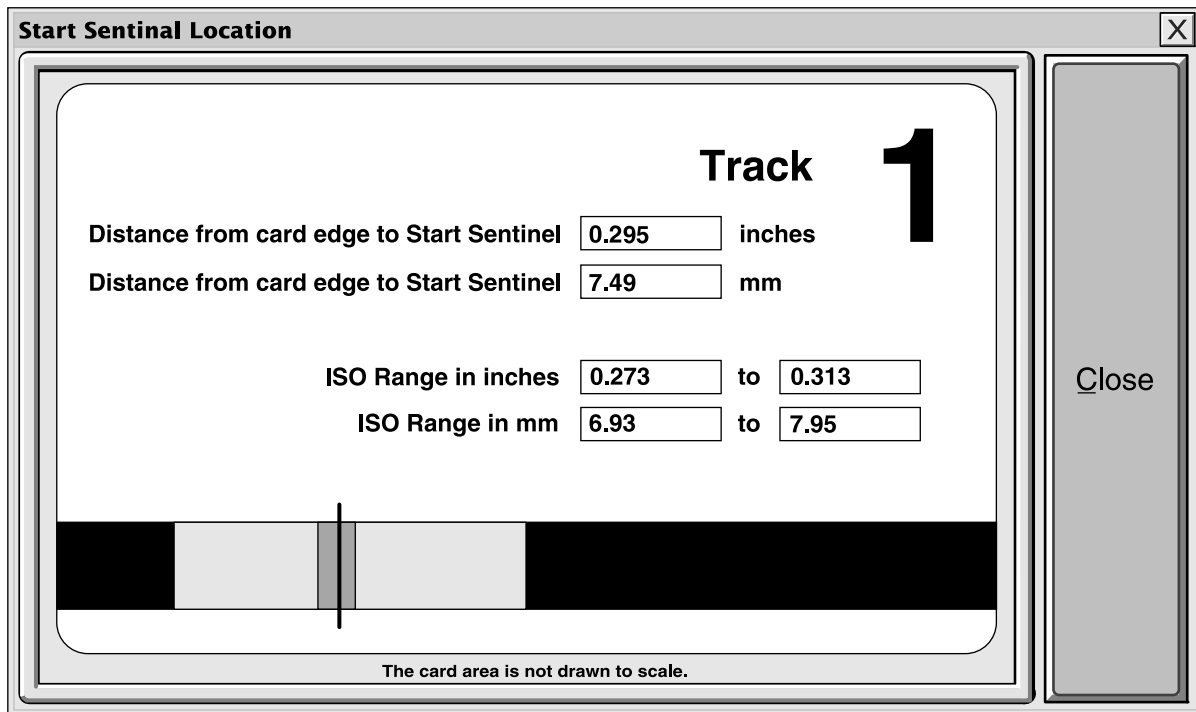 Start Sentinal Location X
Track 1
Distance from card edge to Start Sentinel 0.295 inches
Distance from card edge to Start Sentinel 7.49 mm
ISO Range in inches 0.273 to 0.313
ISO Range in mm 6.93 to 7.95
Close
The card area is not drawn to scale.